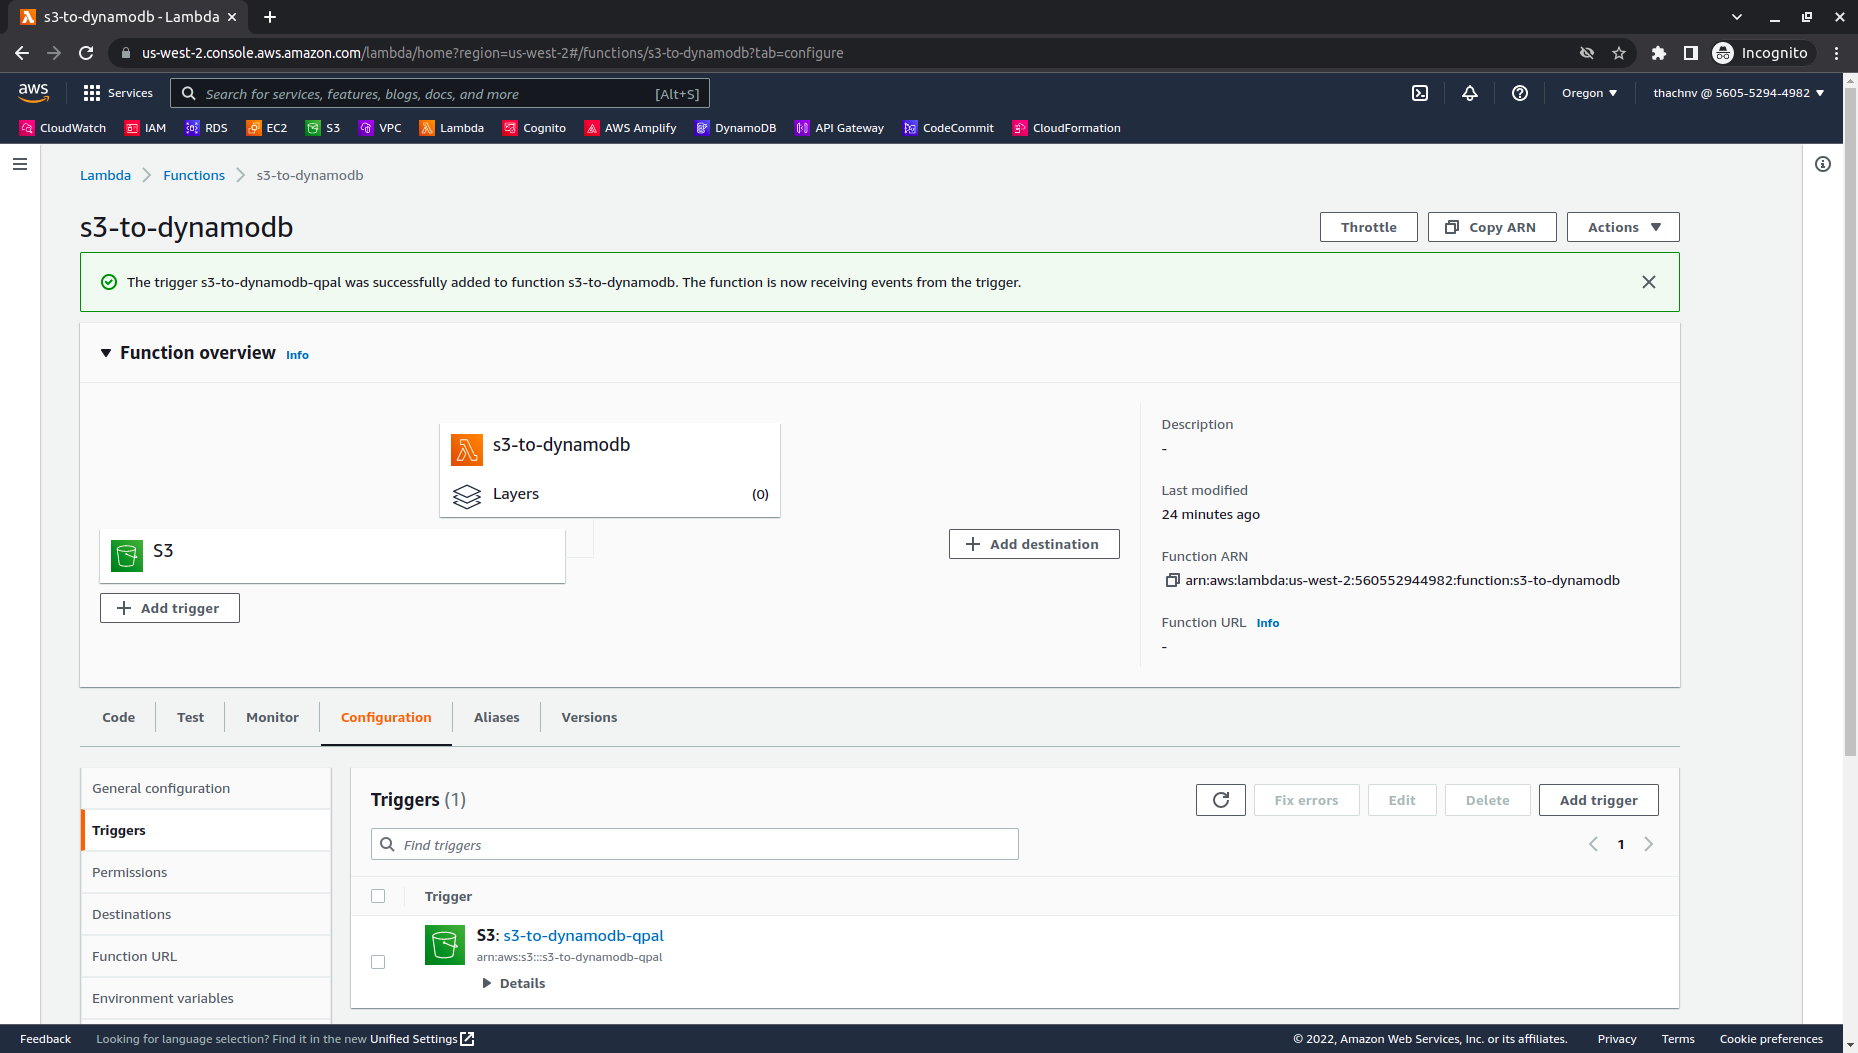 s3-to-dynamodb - Lambda
us-west-2.console.aws.amazon.com/lambda/home?region=us-west-2#/functions/s3-to-dynamodb?tab=configure
Incognito
aws
Services
Search for services, features, blogs, docs, and more
[Alt+S]
Oregon
thachnv @ 5605-5294-4982
CloudWatch IAM RDS EC2 S3 VPC Lambda Cognito AWS Amplify DynamoDB API Gateway CodeCommit CloudFormation
Lambda Functions s3-to-dynamodb
s3-to-dynamodb
Throttle Copy ARN Actions
The trigger s3-to-dynamodb-qpal was successfully added to function s3-to-dynamodb. The function is now receiving events from the trigger.
Function overview Info
s3-to-dynamodb
Layers (0)
S3
Add trigger
Add destination
Description
-
Last modified
24 minutes ago
Function ARN
arn:aws:lambda:us-west-2:560552944982:function:s3-to-dynamodb
Function URL Info
-
Code Test Monitor Configuration Aliases Versions
General configuration
Triggers
Permissions
Destinations
Function URL
Environment variables
Triggers (1)
Fix errors Edit Delete Add trigger
Find triggers
1
Trigger
S3: s3-to-dynamodb-qpal
arn:aws:s3:::s3-to-dynamodb-qpal
Details
Feedback Looking for language selection? Find it in the new Unified Settings
© 2022, Amazon Web Services, Inc. or its affiliates. Privacy Terms Cookie preferences